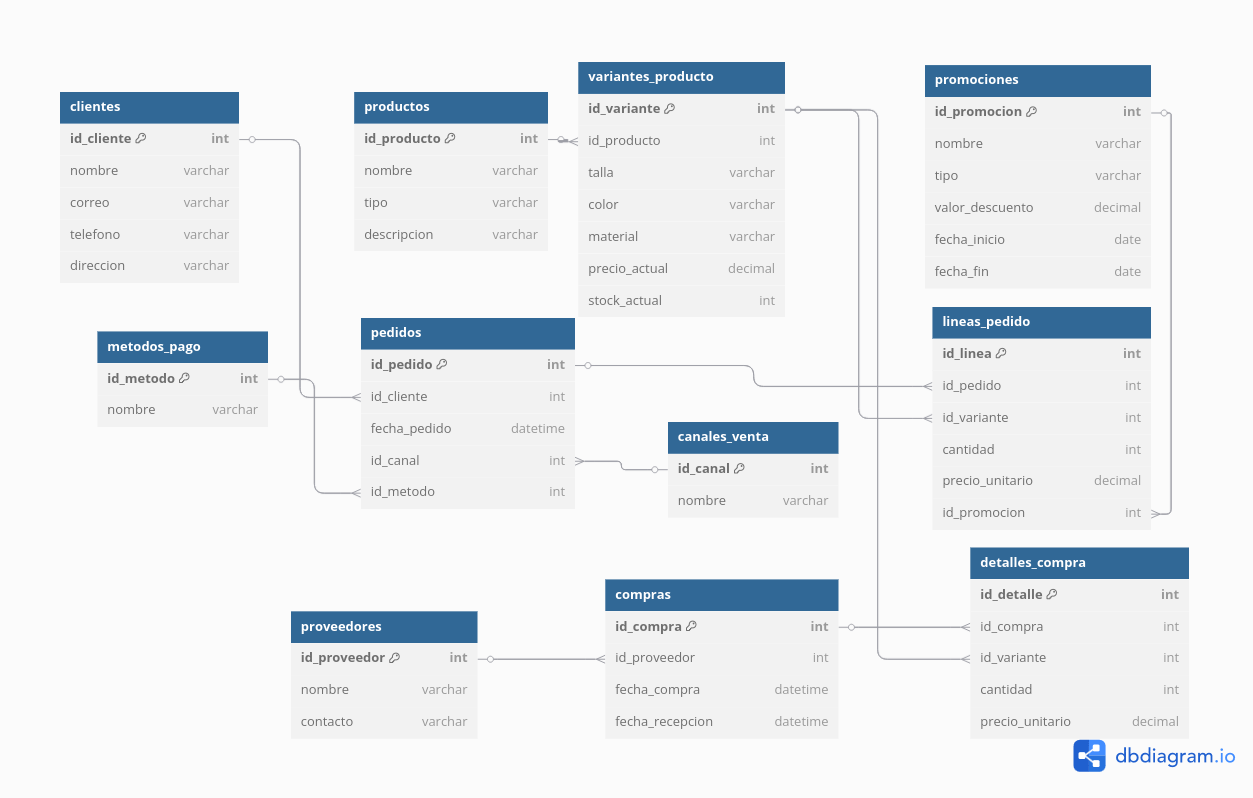 clientes
id_cliente int
nombre varchar
correo varchar
telefono varchar
direccion varchar
productos
id_producto int
nombre varchar
tipo varchar
descripcion varchar
variantes_producto
id_variante int
id_producto int
talla varchar
color varchar
material varchar
precio_actual decimal
stock_actual int
promociones
id_promocion int
nombre varchar
tipo varchar
valor_descuento decimal
fecha_inicio date
fecha_fin date
metodos_pago
id_metodo int
nombre varchar
pedidos
id_pedido int
id_cliente int
fecha_pedido datetime
id_canal int
id_metodo int
canales_venta
id_canal int
nombre varchar
lineas_pedido
id_linea int
id_pedido int
id_variante int
cantidad int
precio_unitario decimal
id_promocion int
proveedores
id_proveedor int
nombre varchar
contacto varchar
compras
id_compra int
id_proveedor int
fecha_compra datetime
fecha_recepcion datetime
detalles_compra
id_detalle int
id_compra int
id_variante int
cantidad int
precio_unitario decimal
dbdiagram.io